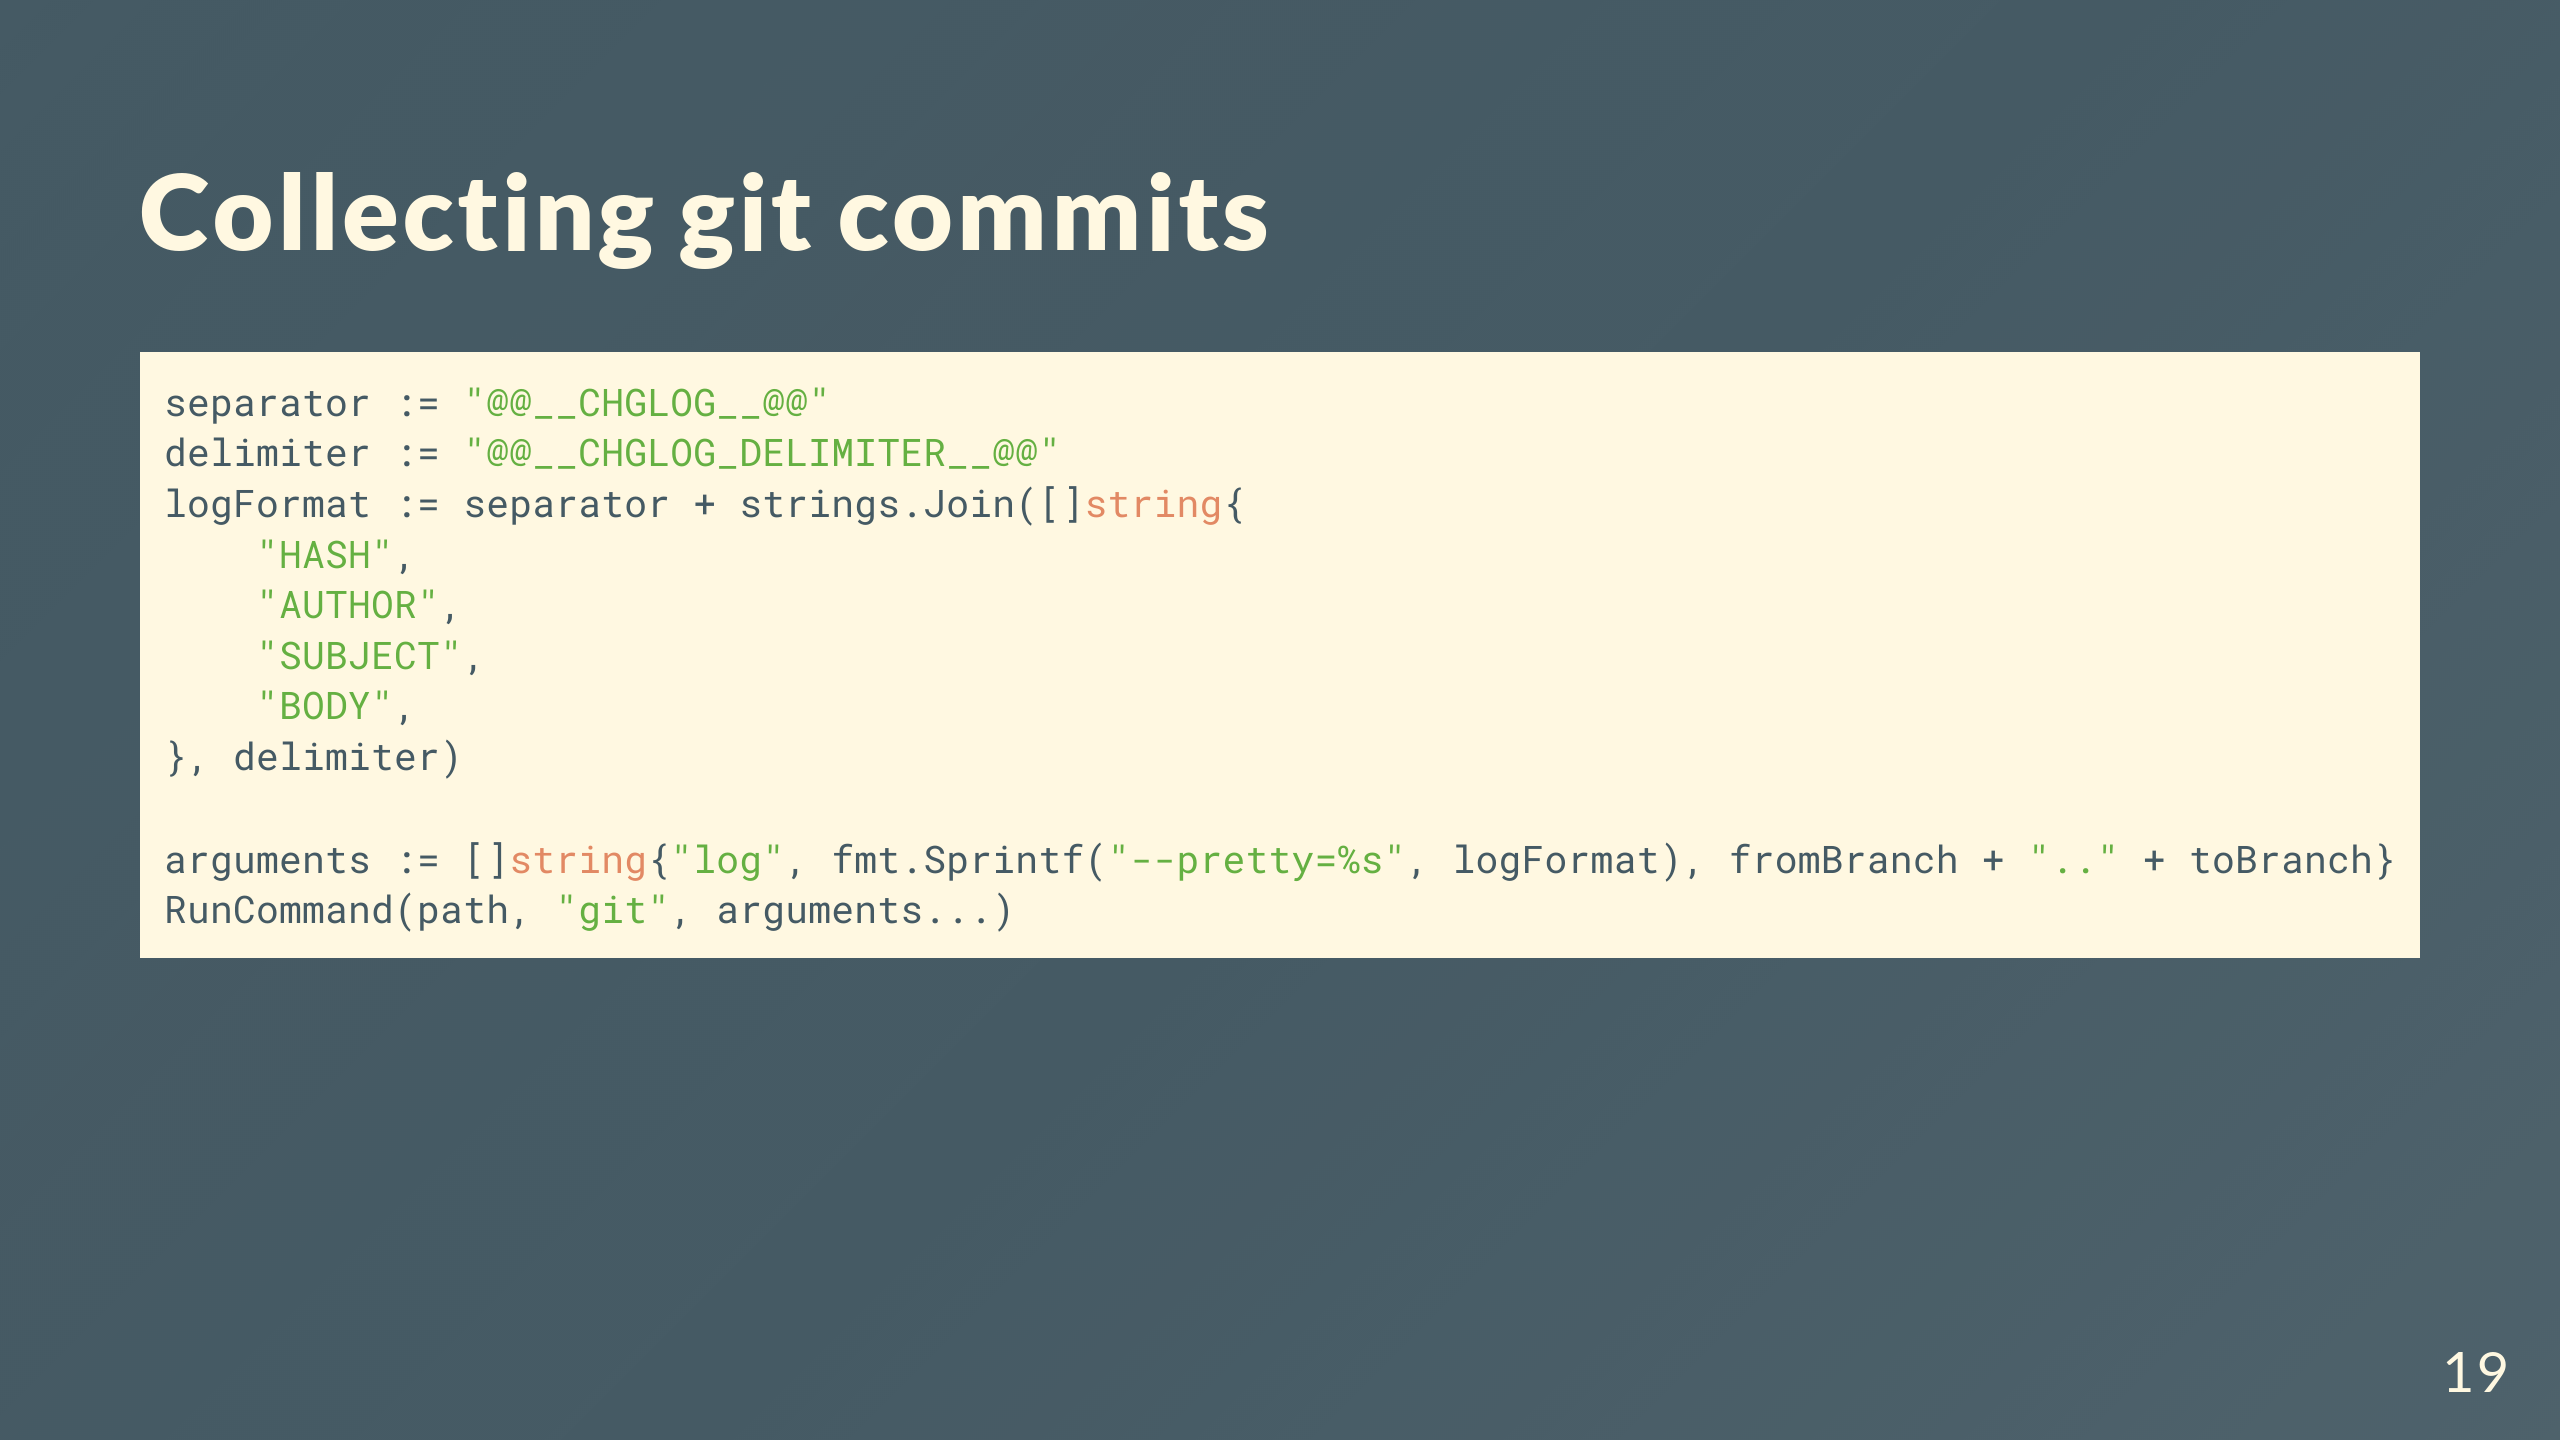 Collecting git commits
separator := "@@__CHGLOG__@@"
delimiter := "@@__CHGLOG_DELIMITER__@@"
logFormat := separator + strings.Join([]string{
    "HASH",
    "AUTHOR",
    "SUBJECT",
    "BODY",
}, delimiter)

arguments := []string{"log", fmt.Sprintf("--pretty=%s", logFormat), fromBranch + ".." + toBranch}
RunCommand(path, "git", arguments...)
19